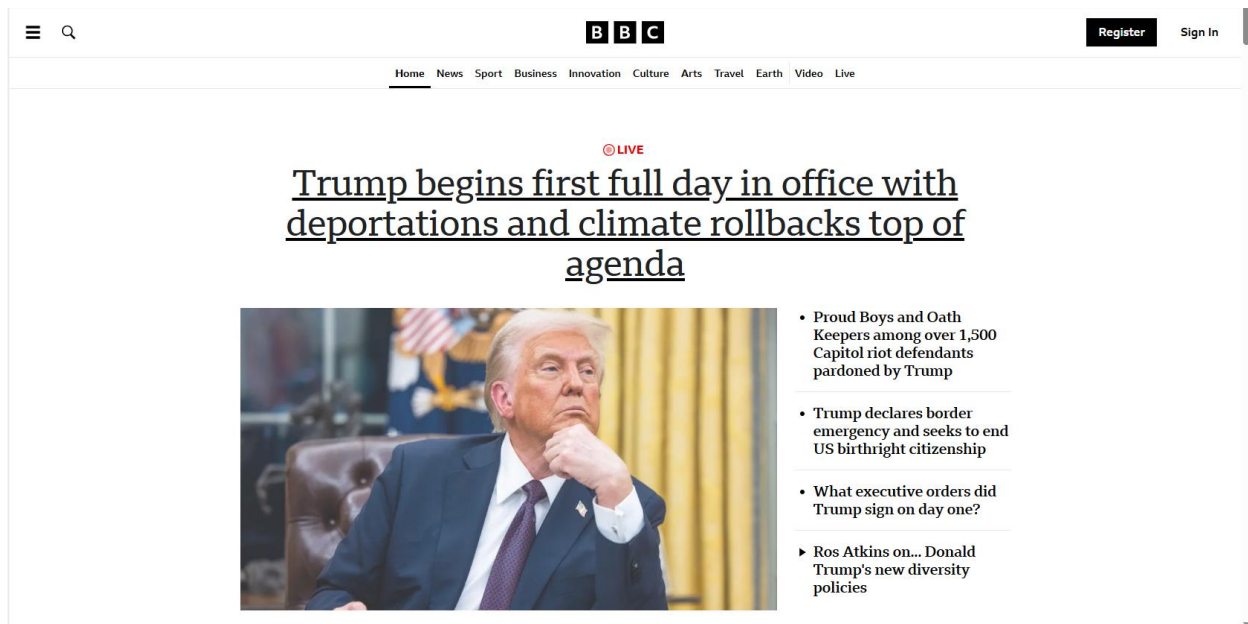 BBC
Register
Sign In
Home
News
Sport
Business
Innovation
Culture
Arts
Travel
Earth
Video
Live
LIVE
Trump begins first full day in office with
deportations and climate rollbacks top of
agenda
Proud Boys and Oath
Keepers among over 1,500
Capitol riot defendants
pardoned by Trump
Trump declares border
emergency and seeks to end
US birthright citizenship
What executive orders did
Trump sign on day one?
Ros Atkins on... Donald
Trump's new diversity
policies